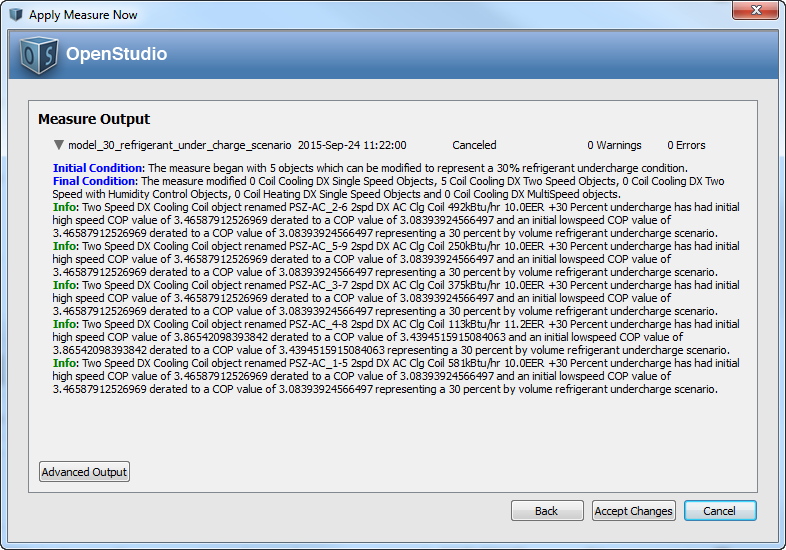 Apply Measure Now
OS OpenStudio
Measure Output
model_30_refrigerant_under_charge_scenario 2015-Sep-24 11:22:00 Canceled 0 Warnings 0 Errors
Initial Condition: The measure began with 5 objects which can be modified to represent a 30% refrigerant undercharge condition.
Final Condition: The measure modified 0 Coil Cooling DX Single Speed Objects, 5 Coil Cooling DX Two Speed Objects, 0 Coil Cooling DX Two
Speed with Humidity Control Objects, 0 Coil Heating DX Single Speed Objects and 0 Coil Cooling DX MultiSpeed objects.
Info: Two Speed DX Cooling Coil object renamed PSZ-AC_2-6 2spd DX AC Clg Coil 492kBtu/hr 10.0EER +30 Percent undercharge has had initial
high speed COP value of 3.46587912526969 derated to a COP value of 3.08393924566497 and an initial lowspeed COP value of
3.46587912526969 derated to a COP value of 3.08393924566497 representing a 30 percent by volume refrigerant undercharge scenario.
Info: Two Speed DX Cooling Coil object renamed PSZ-AC_5-9 2spd DX AC Clg Coil 250kBtu/hr 10.0EER +30 Percent undercharge has had initial
high speed COP value of 3.46587912526969 derated to a COP value of 3.08393924566497 and an initial lowspeed COP value of
3.46587912526969 derated to a COP value of 3.08393924566497 representing a 30 percent by volume refrigerant undercharge scenario.
Info: Two Speed DX Cooling Coil object renamed PSZ-AC_3-7 2spd DX AC Clg Coil 375kBtu/hr 10.0EER +30 Percent undercharge has had initial
high speed COP value of 3.46587912526969 derated to a COP value of 3.08393924566497 and an initial lowspeed COP value of
3.46587912526969 derated to a COP value of 3.08393924566497 representing a 30 percent by volume refrigerant undercharge scenario.
Info: Two Speed DX Cooling Coil object renamed PSZ-AC_4-8 2spd DX AC Clg Coil 113kBtu/hr 11.2EER +30 Percent undercharge has had initial
high speed COP value of 3.86542098393842 derated to a COP value of 3.4394515915084063 and an initial lowspeed COP value of
3.86542098393842 derated to a COP value of 3.4394515915084063 representing a 30 percent by volume refrigerant undercharge scenario.
Info: Two Speed DX Cooling Coil object renamed PSZ-AC_1-5 2spd DX AC Clg Coil 581kBtu/hr 10.0EER +30 Percent undercharge has had initial
high speed COP value of 3.46587912526969 derated to a COP value of 3.08393924566497 and an initial lowspeed COP value of
3.46587912526969 derated to a COP value of 3.08393924566497 representing a 30 percent by volume refrigerant undercharge scenario.
Advanced Output
Back Accept Changes Cancel